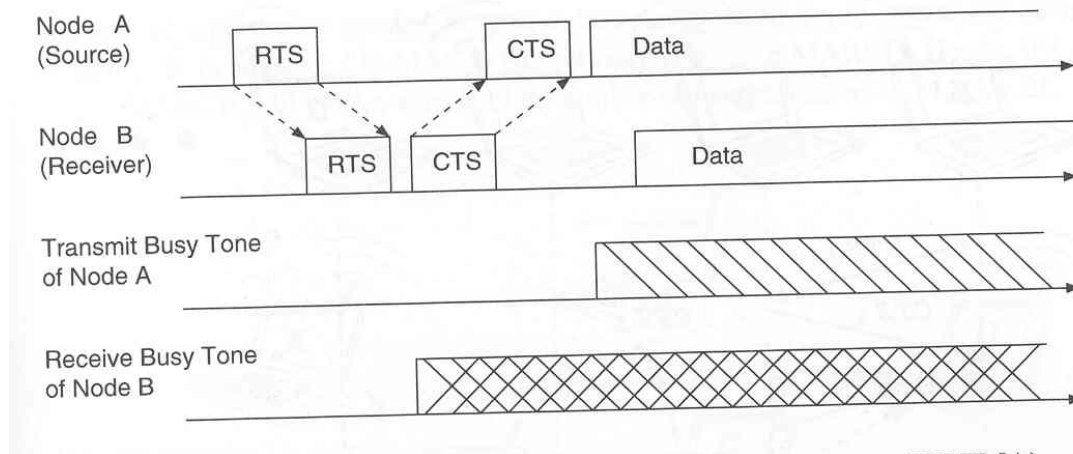 Node A
(Source)
RTS
CTS
Data
Node B
(Receiver)
RTS
CTS
Data
Transmit Busy Tone
of Node A
Receive Busy Tone
of Node B